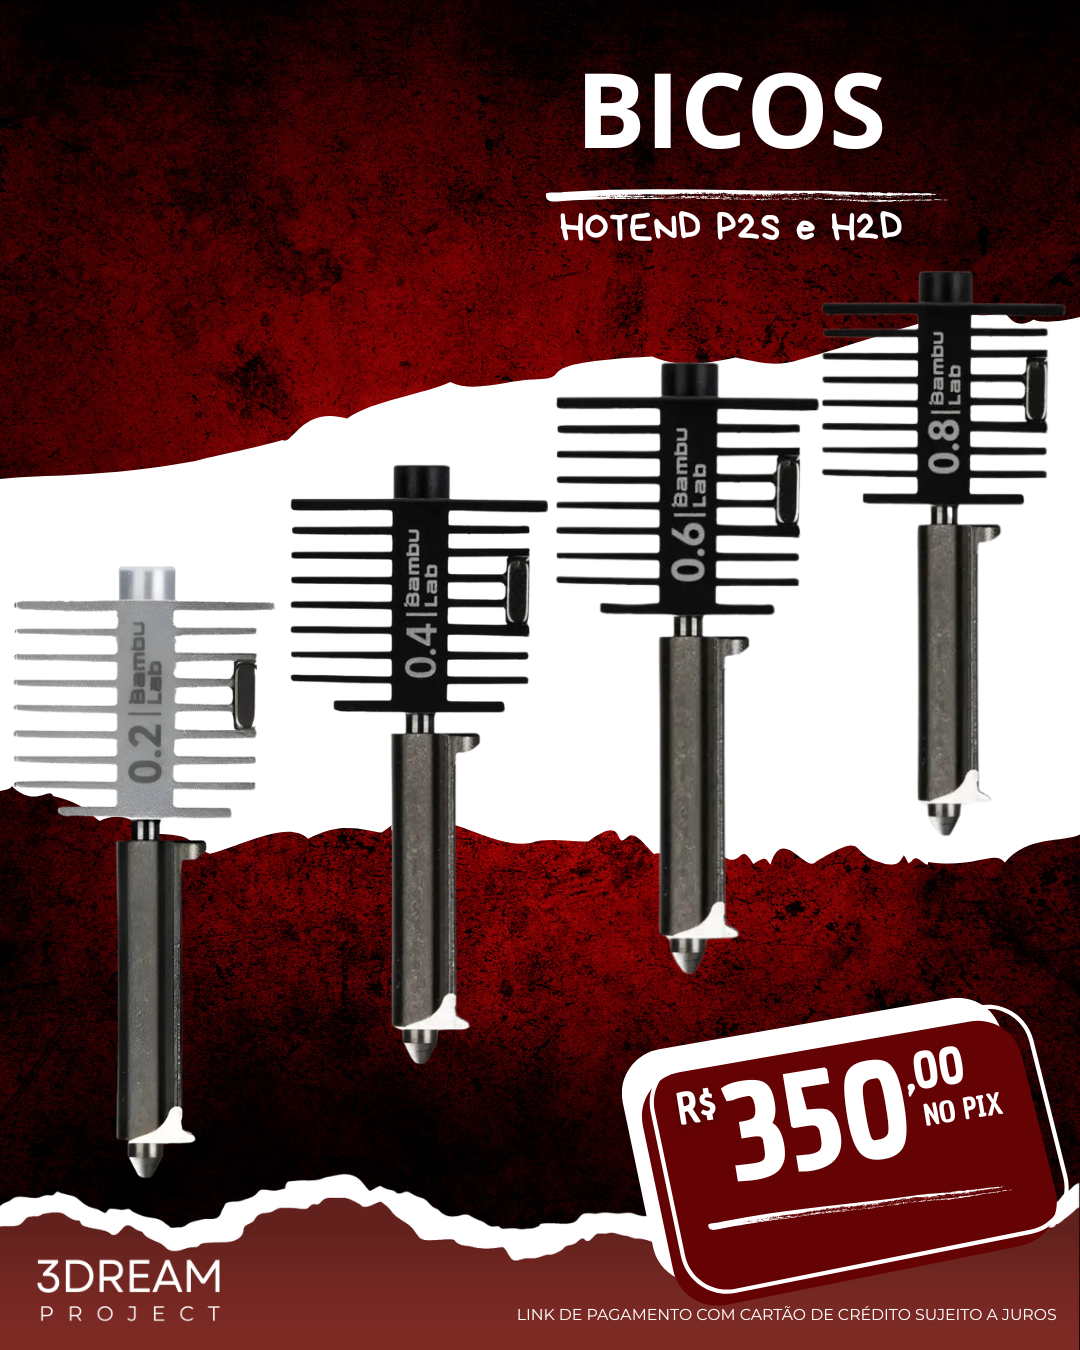 BICOS
HOTEND P2S e H2D
0.8 | Bambu Lab
0.6 | Bambu Lab
0.4 | Bambu Lab
0.2 | Bambu Lab
R$ 350,00
NO PIX
3DREAM
PROJECT
LINK DE PAGAMENTO COM CARTÃO DE CRÉDITO SUJEITO A JUROS